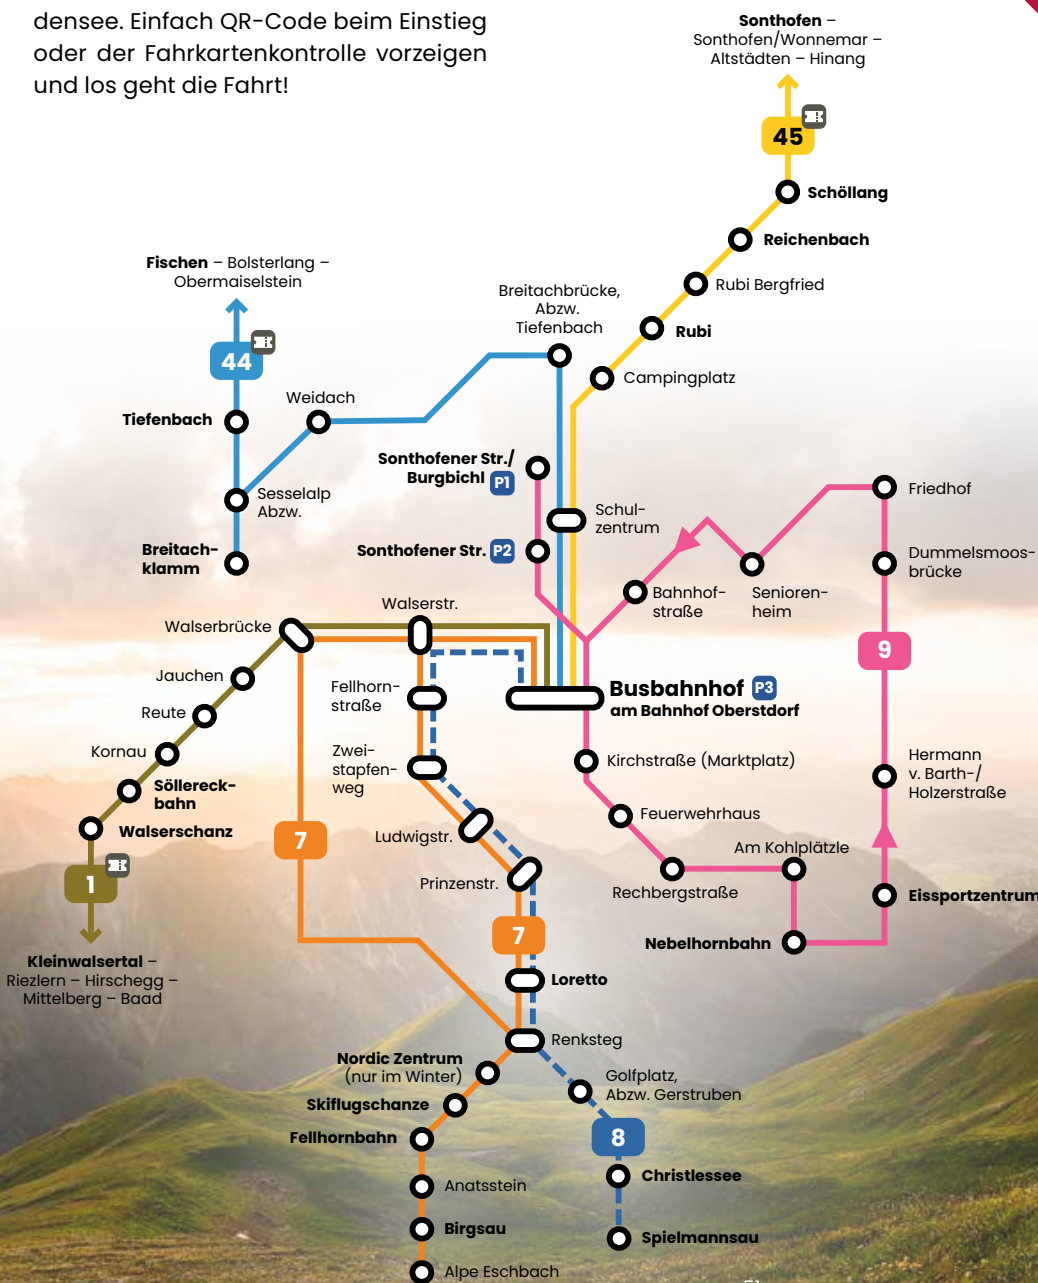 densee. Einfach QR-Code beim Einstieg
oder der Fahrkartenkontrolle vorzeigen
und los geht die Fahrt!
Sonthofen –
Sonthofen/Wonnemar –
Altstädten – Hinang
45
Schöllang
Reichenbach
Rubi Bergfried
Rubi
Campingplatz
Fischen – Bolsterlang –
Obermaiselstein
44
Tiefenbach
Weidach
Breitachbrücke,
Abzw.
Tiefenbach
Sesselalp
Abzw.
Breitach-
klamm
Sonthofener Str./
Burgbichl P1
Sonthofener Str. P2
Schul-
zentrum
Friedhof
Dummelsmoos-
brücke
Bahnhof-
straße
Senioren-
heim
9
Walserstr.
Walserbrücke
Jauchen
Reute
Kornau
Söllereck-
bahn
Walserschanz
1
Kleinwalsertal –
Riezlern – Hirschegg –
Mittelberg – Baad
Fellhorn-
straße
Zwei-
stapfen-
weg
Ludwigstr.
Prinzenstr.
7
7
Loretto
Renksteg
Busbahnhof P3
am Bahnhof Oberstdorf
Kirchstraße (Marktplatz)
Feuerwehrhaus
Rechbergstraße
Am Kohlplätzle
Nebelhornbahn
Hermann
v. Barth-/
Holzerstraße
Eissportzentrum
Nordic Zentrum
(nur im Winter)
Skiflugschanze
Fellhornbahn
Anatsstein
Birgsau
Alpe Eschbach
Golfplatz,
Abzw. Gerstruben
8
Christlessee
Spielmannsau